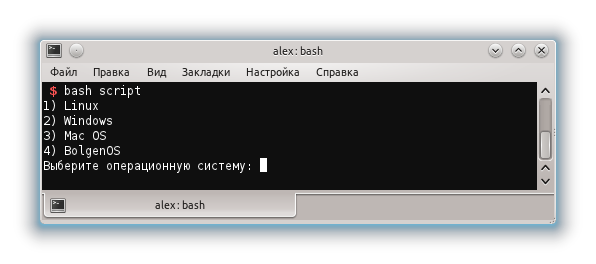 alex: bash
Файл Правка Вид Закладки Настройка Справка
$ bash script
1) Linux
2) Windows
3) Mac OS
4) BolgenOS
Выберите операционную систему:
alex: bash